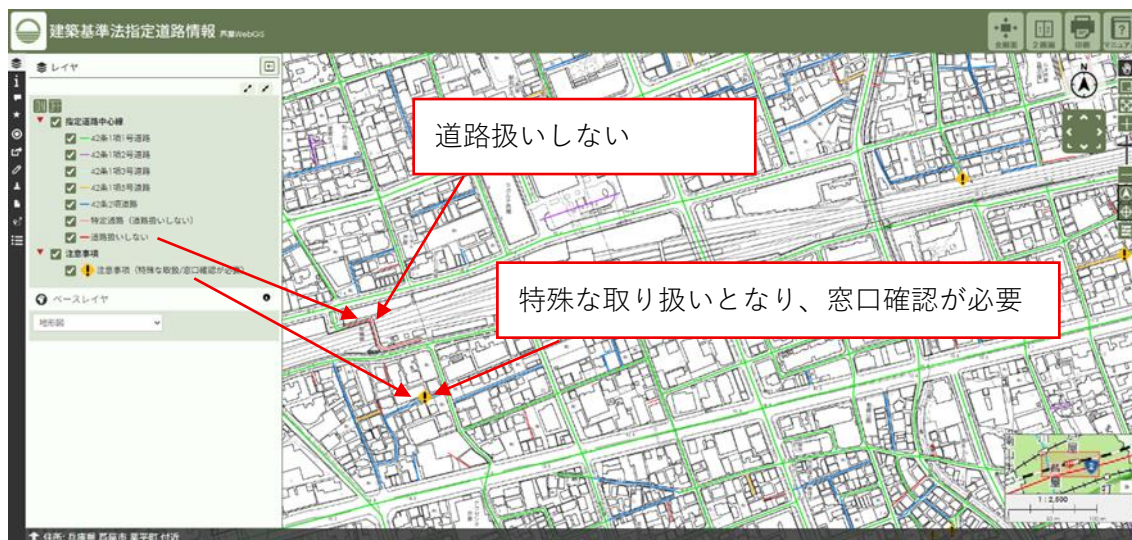 建築基準法指定道路情報 芦屋WebGIS
全画面
2画面
印刷
マニュアル
レイヤ
指定道路中心線
42条1項1号道路
42条1項2号道路
42条1項3号道路
42条1項5号道路
42条2項道路
特定通路（道路扱いしない）
道路扱いしない
注意事項
注意事項（特殊な取扱/窓口確認が必要）
ベースレイヤ
地形図
道路扱いしない
特殊な取り扱いとなり、窓口確認が必要
N
1 : 2,500
50 m
100 m
住所: 兵庫県 芦屋市 業平町 付近